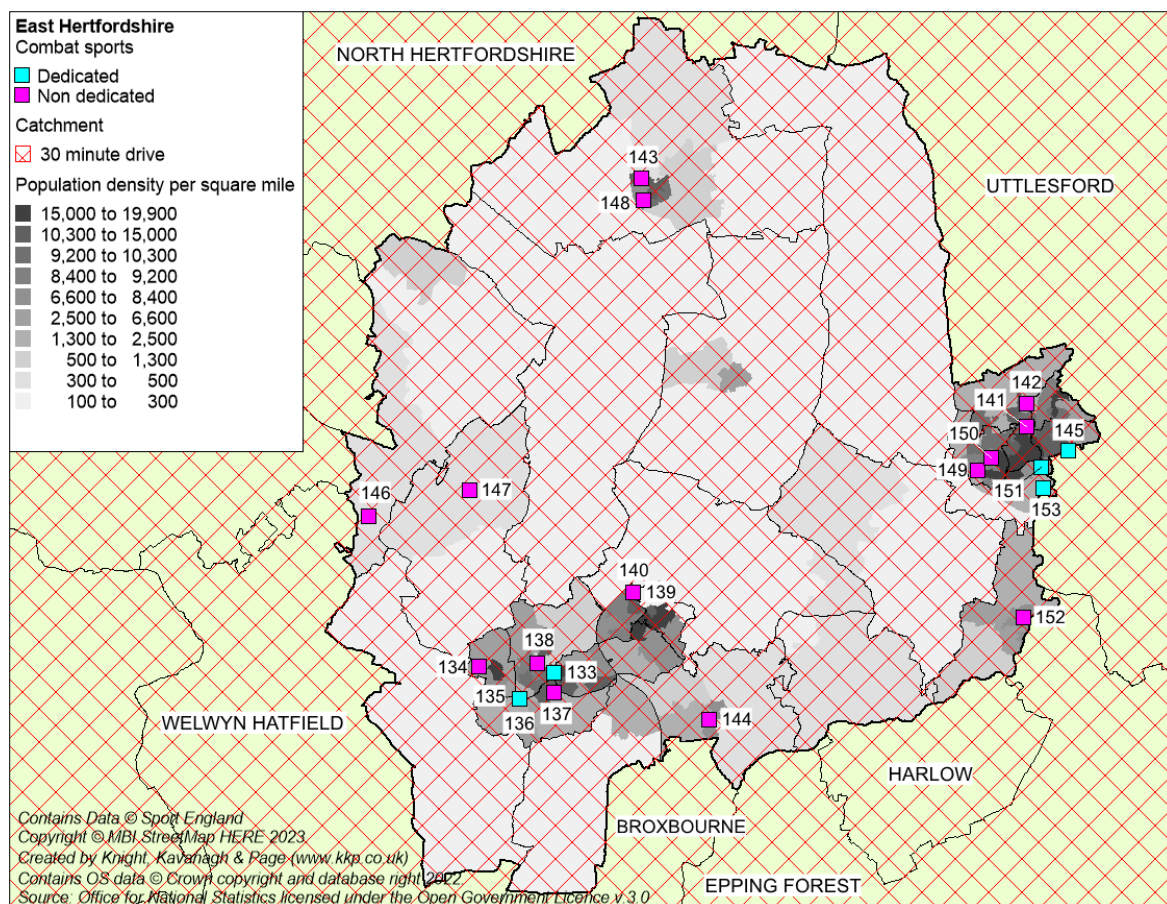 East Hertfordshire
Combat sports
Dedicated
Non dedicated
Catchment
30 minute drive
Population density per square mile
15,000 to 19,900
10,300 to 15,000
9,200 to 10,300
8,400 to 9,200
6,600 to 8,400
2,500 to 6,600
1,300 to 2,500
500 to 1,300
300 to 500
100 to 300
NORTH HERTFORDSHIRE
143
148
UTTLESFORD
142
141
150
145
149
151
153
146
147
140
139
152
138
134
133
135
136
137
144
WELWYN HATFIELD
HARLOW
BROXBOURNE
EPPING FOREST
Contains Data © Sport England
Copyright © MBI StreetMap HERE 2023.
Created by Knight, Kavanagh & Page (www.kkp.co.uk)
Contains OS data © Crown copyright and database right 2022.
Source: Office for National Statistics licensed under the Open Government Licence v.3.0